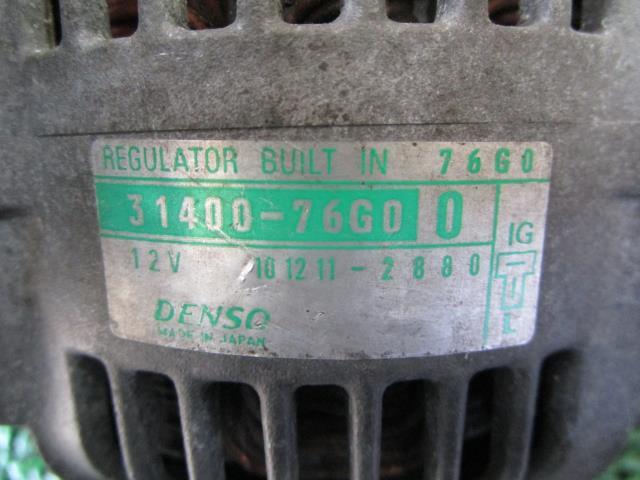 REGULATOR BUILT IN 76G0
31400-76G0 0
12V 101211-2880
IG
L
DENSO
MADE IN JAPAN